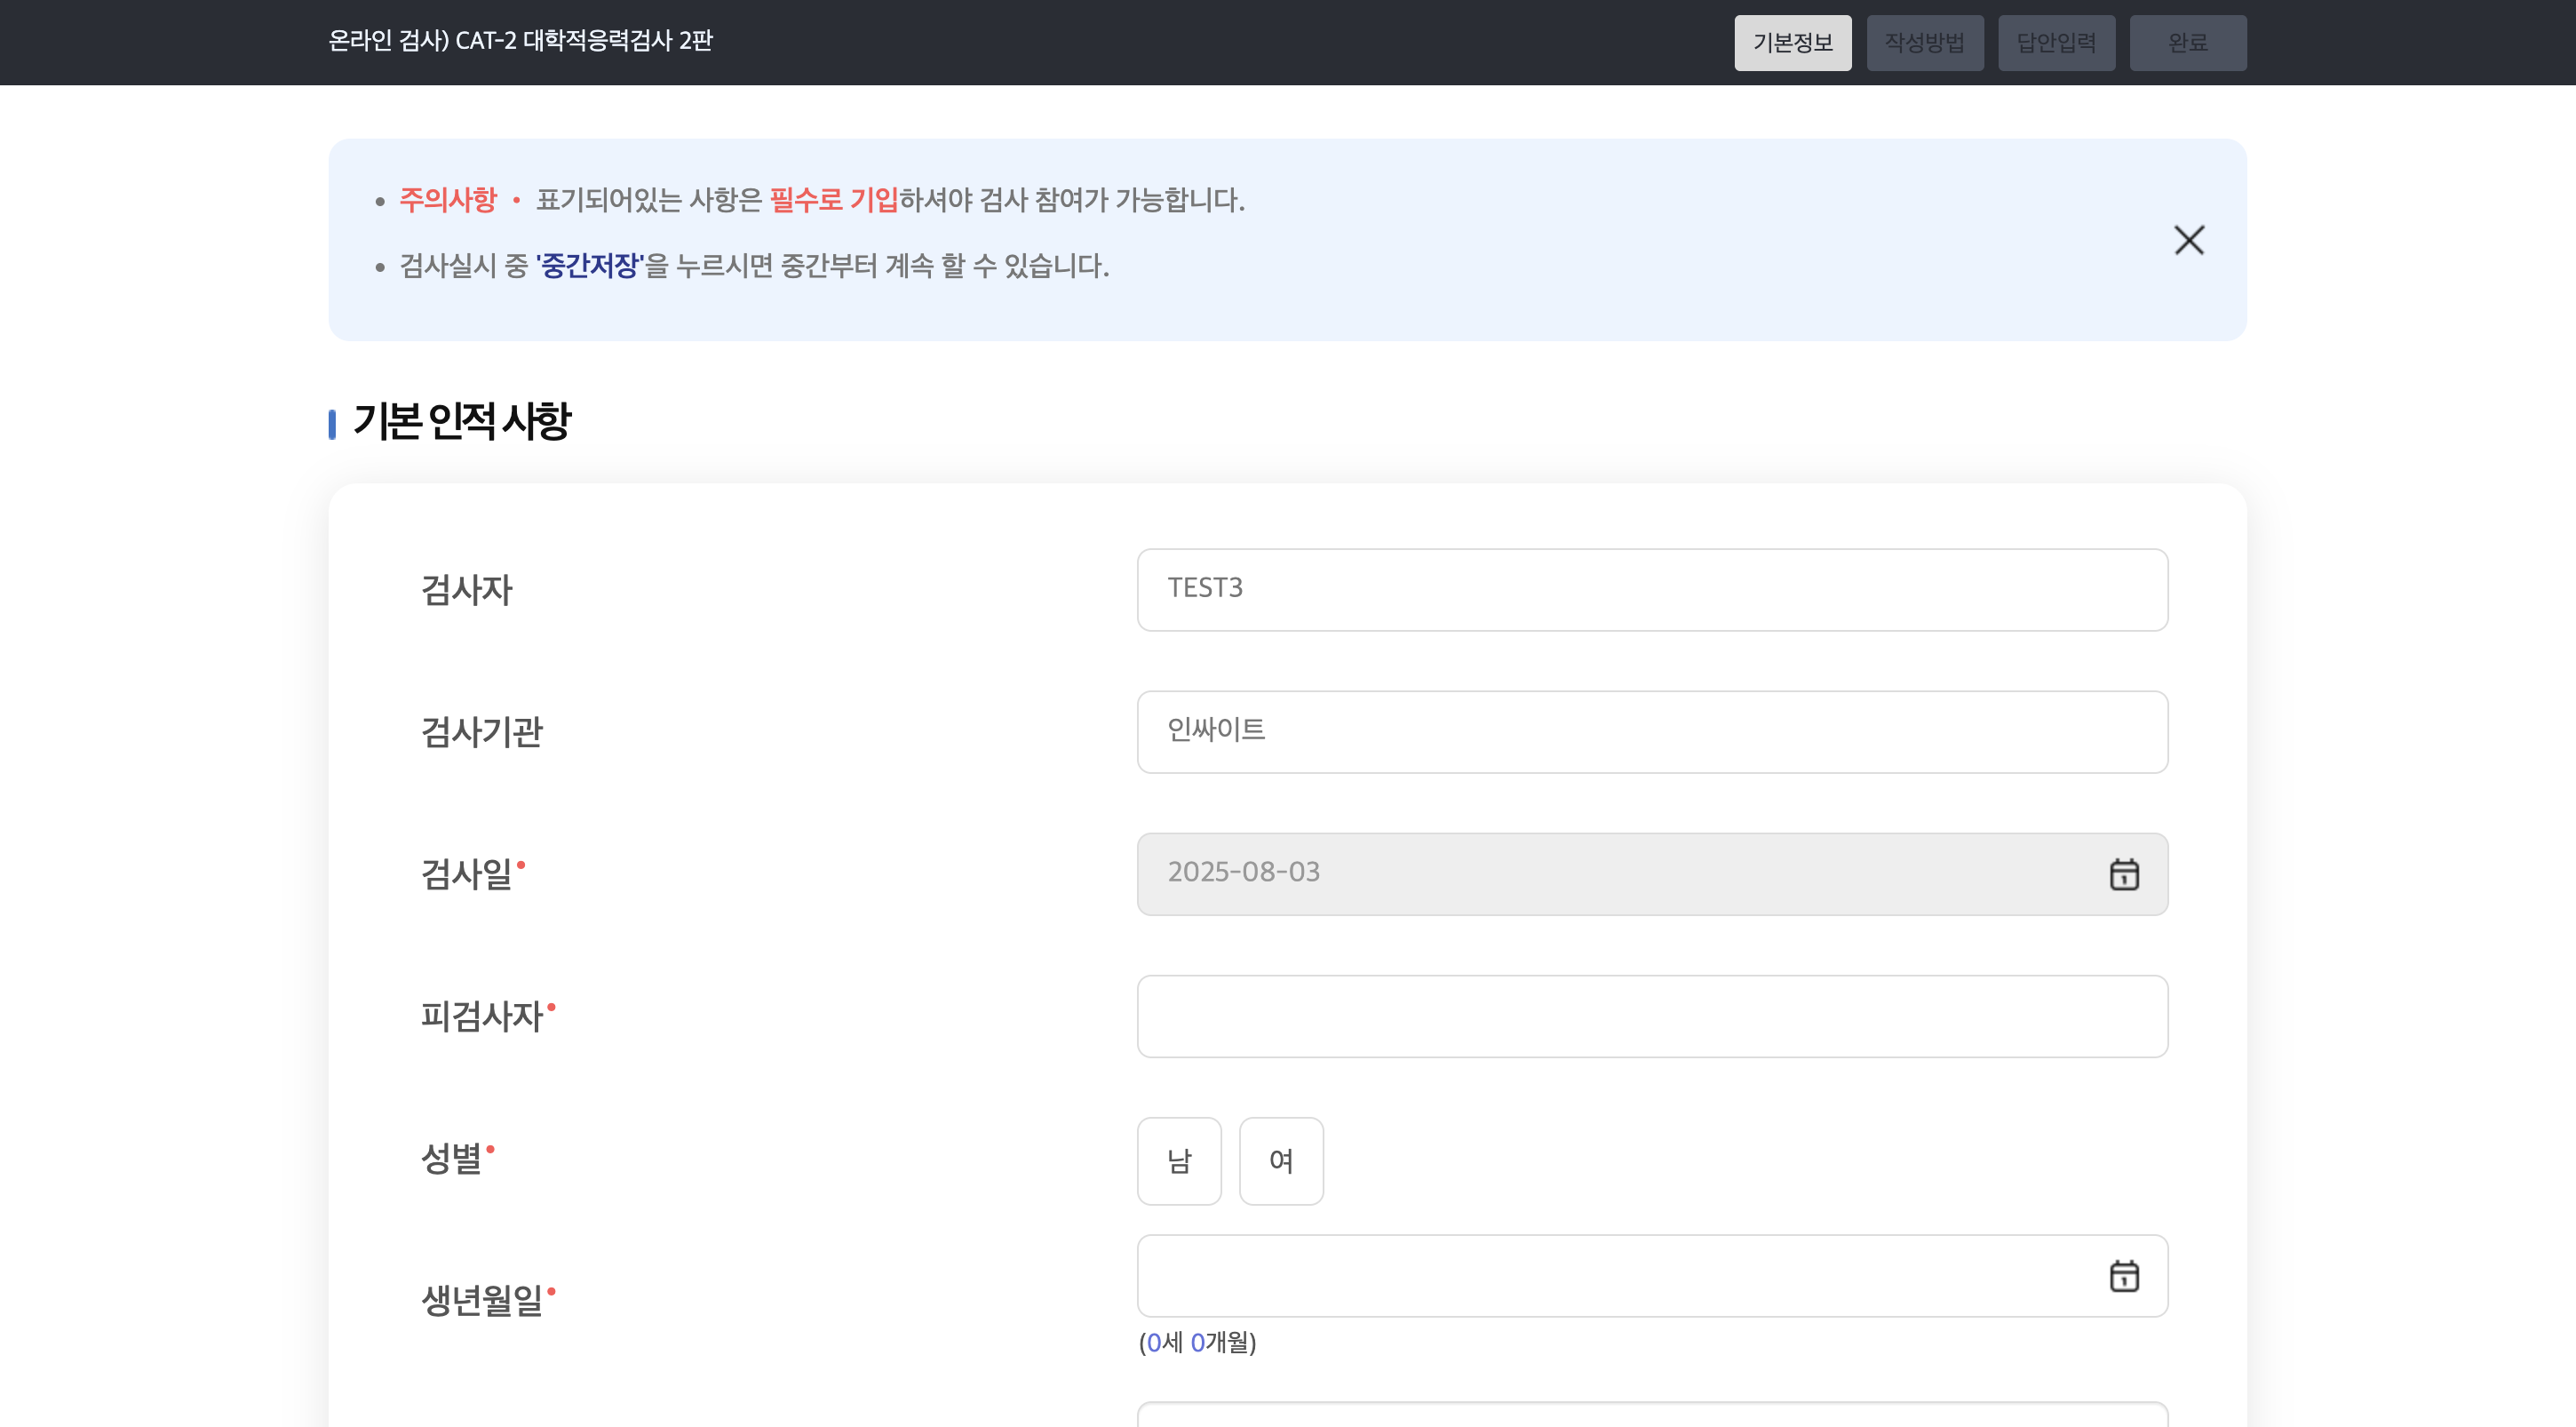 온라인 검사) CAT-2 대학적응력검사 2판
기본정보 작성방법 답안입력 완료
• 주의사항 • 표기되어있는 사항은 필수로 기입하셔야 검사 참여가 가능합니다.
• 검사실시 중 '중간저장'을 누르시면 중간부터 계속 할 수 있습니다.
기본 인적 사항
검사자 TEST3
검사기관 인싸이트
검사일• 2025-08-03
피검사자•
성별• 남 여
생년월일•
(0세 0개월)